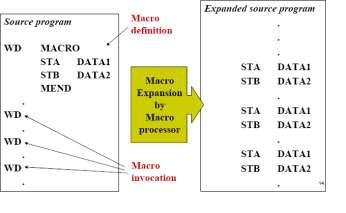 Source program
Macro
definition
WD MACRO
STA DATA1
STB DATA2
MEND
.
WD
.
WD
.
WD
.
Macro
invocation
Macro
Expansion
by
Macro
processor
Expanded source program
.
.
.
STA DATA1
STB DATA2
.
STA DATA1
STB DATA2
.
STA DATA1
STB DATA2
.